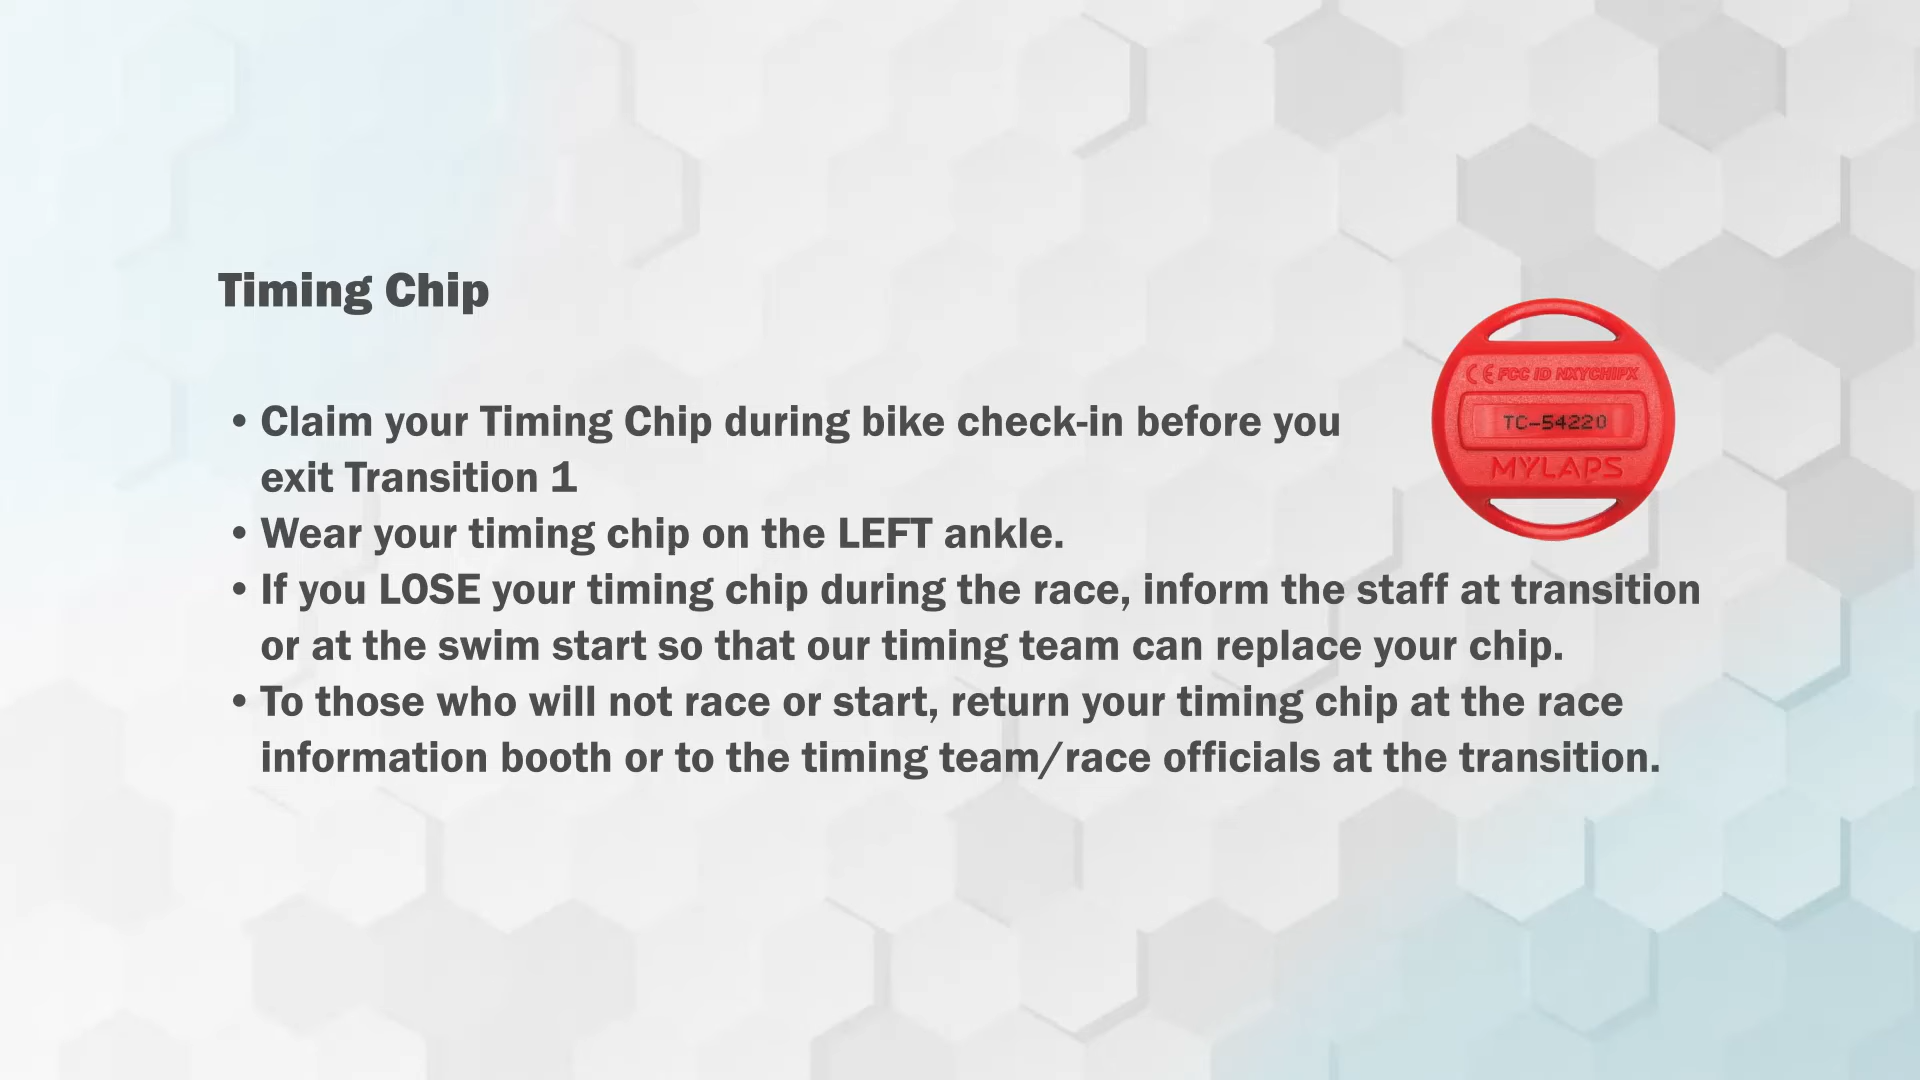 Timing Chip
• Claim your Timing Chip during bike check-in before you
exit Transition 1
CE FCC ID NXYCHIPX
TC-54220
MYLAPS
• Wear your timing chip on the LEFT ankle.
• If you LOSE your timing chip during the race, inform the staff at transition
or at the swim start so that our timing team can replace your chip.
• To those who will not race or start, return your timing chip at the race
information booth or to the timing team/race officials at the transition.